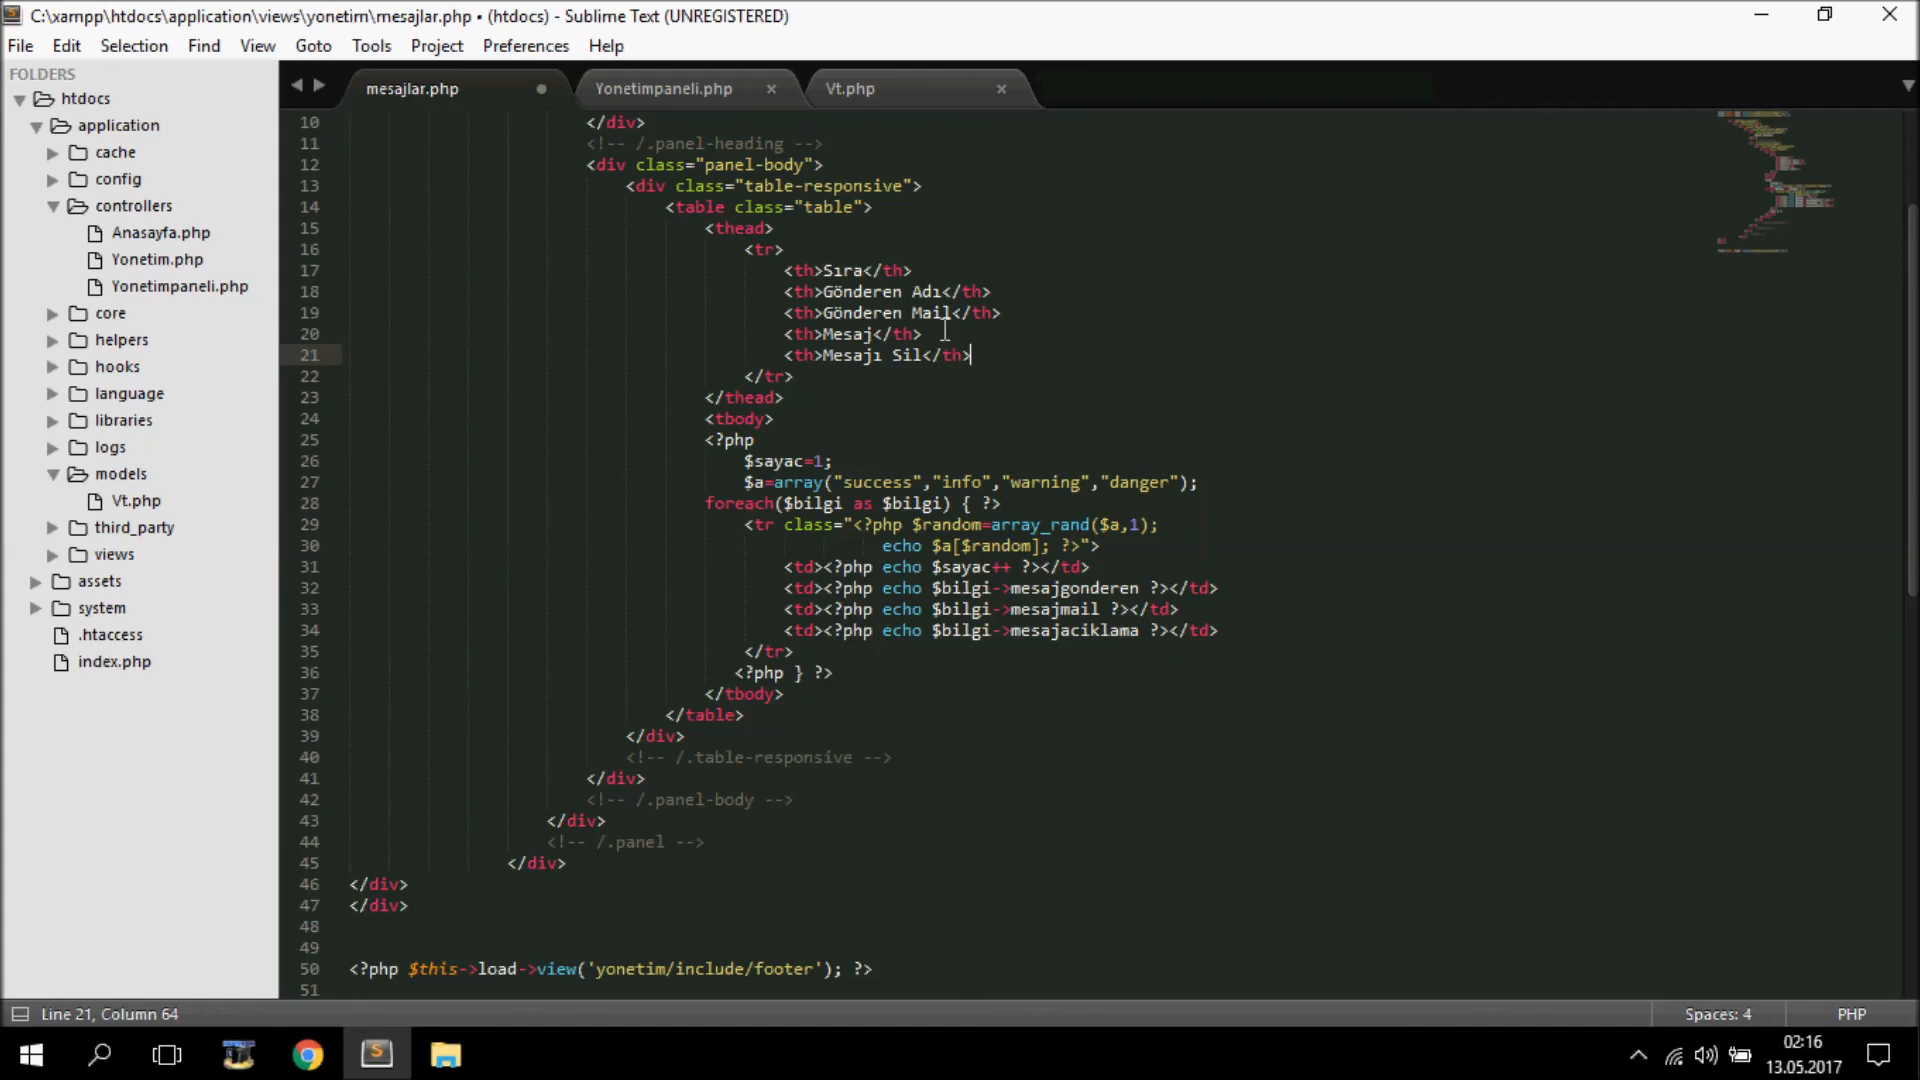 C:\xampp\htdocs\application\views\yonetim\mesajlar.php • (htdocs) - Sublime Text (UNREGISTERED)
File Edit Selection Find View Goto Tools Project Preferences Help
FOLDERS
htdocs
application
cache
config
controllers
Anasayfa.php
Yonetim.php
Yonetimpaneli.php
core
helpers
hooks
language
libraries
logs
models
Vt.php
third_party
views
assets
system
.htaccess
index.php
mesajlar.php Yonetimpaneli.php Vt.php
10 </div>
11 <!-- /.panel-heading -->
12 <div class="panel-body">
13 <div class="table-responsive">
14 <table class="table">
15 <thead>
16 <tr>
17 <th>Sıra</th>
18 <th>Gönderen Adı</th>
19 <th>Gönderen Mail</th>
20 <th>Mesaj</th>
21 <th>Mesajı Sil</th>
22 </tr>
23 </thead>
24 <tbody>
25 <?php
26 $sayac=1;
27 $a=array("success","info","warning","danger");
28 foreach($bilgi as $bilgi) { ?>
29 <tr class="<?php $random=array_rand($a,1);
30 echo $a[$random]; ?>">
31 <td><?php echo $sayac++ ?></td>
32 <td><?php echo $bilgi->mesajgonderen ?></td>
33 <td><?php echo $bilgi->mesajmail ?></td>
34 <td><?php echo $bilgi->mesajaciklama ?></td>
35 </tr>
36 <?php } ?>
37 </tbody>
38 </table>
39 </div>
40 <!-- /.table-responsive -->
41 </div>
42 <!-- /.panel-body -->
43 </div>
44 <!-- /.panel -->
45 </div>
46 </div>
47 </div>
48
49
50 <?php $this->load->view('yonetim/include/footer'); ?>
51
Line 21, Column 64 Spaces: 4 PHP
02:16
13.05.2017